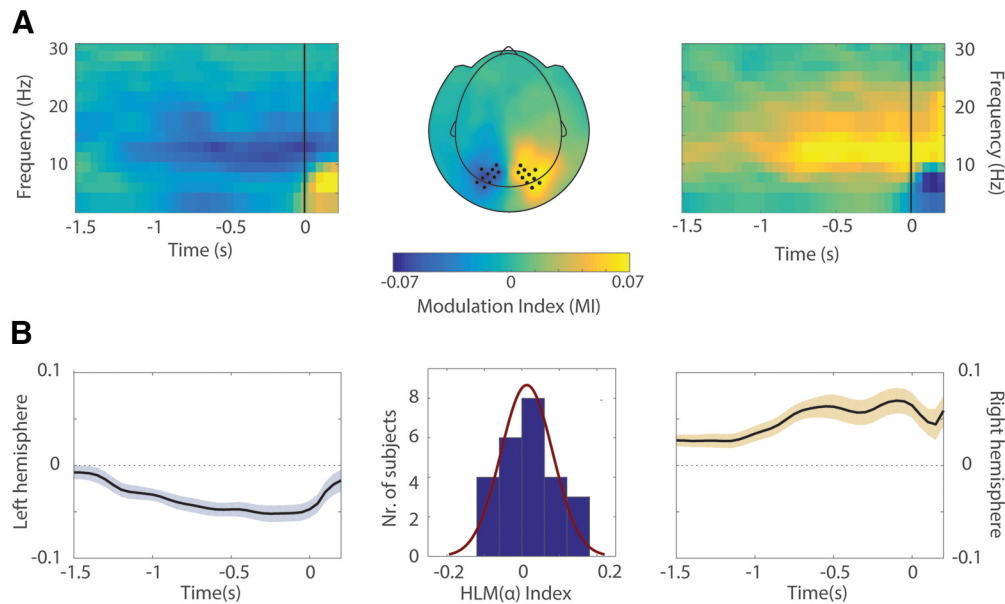 A
30
20
10
Frequency (Hz)
-1.5 -1 -0.5 0
Time (s)
-0.07 0 0.07
Modulation Index (MI)
30
20
10
Frequency (Hz)
-1.5 -1 -0.5 0
Time (s)
B
0.1
0
-0.1
Left hemisphere
-1.5 -1 -0.5 0
Time(s)
8
6
4
2
0
Nr. of subjects
-0.2 0 0.2
HLM(α) Index
0.1
0
-0.1
Right hemisphere
-1.5 -1 -0.5 0
Time(s)